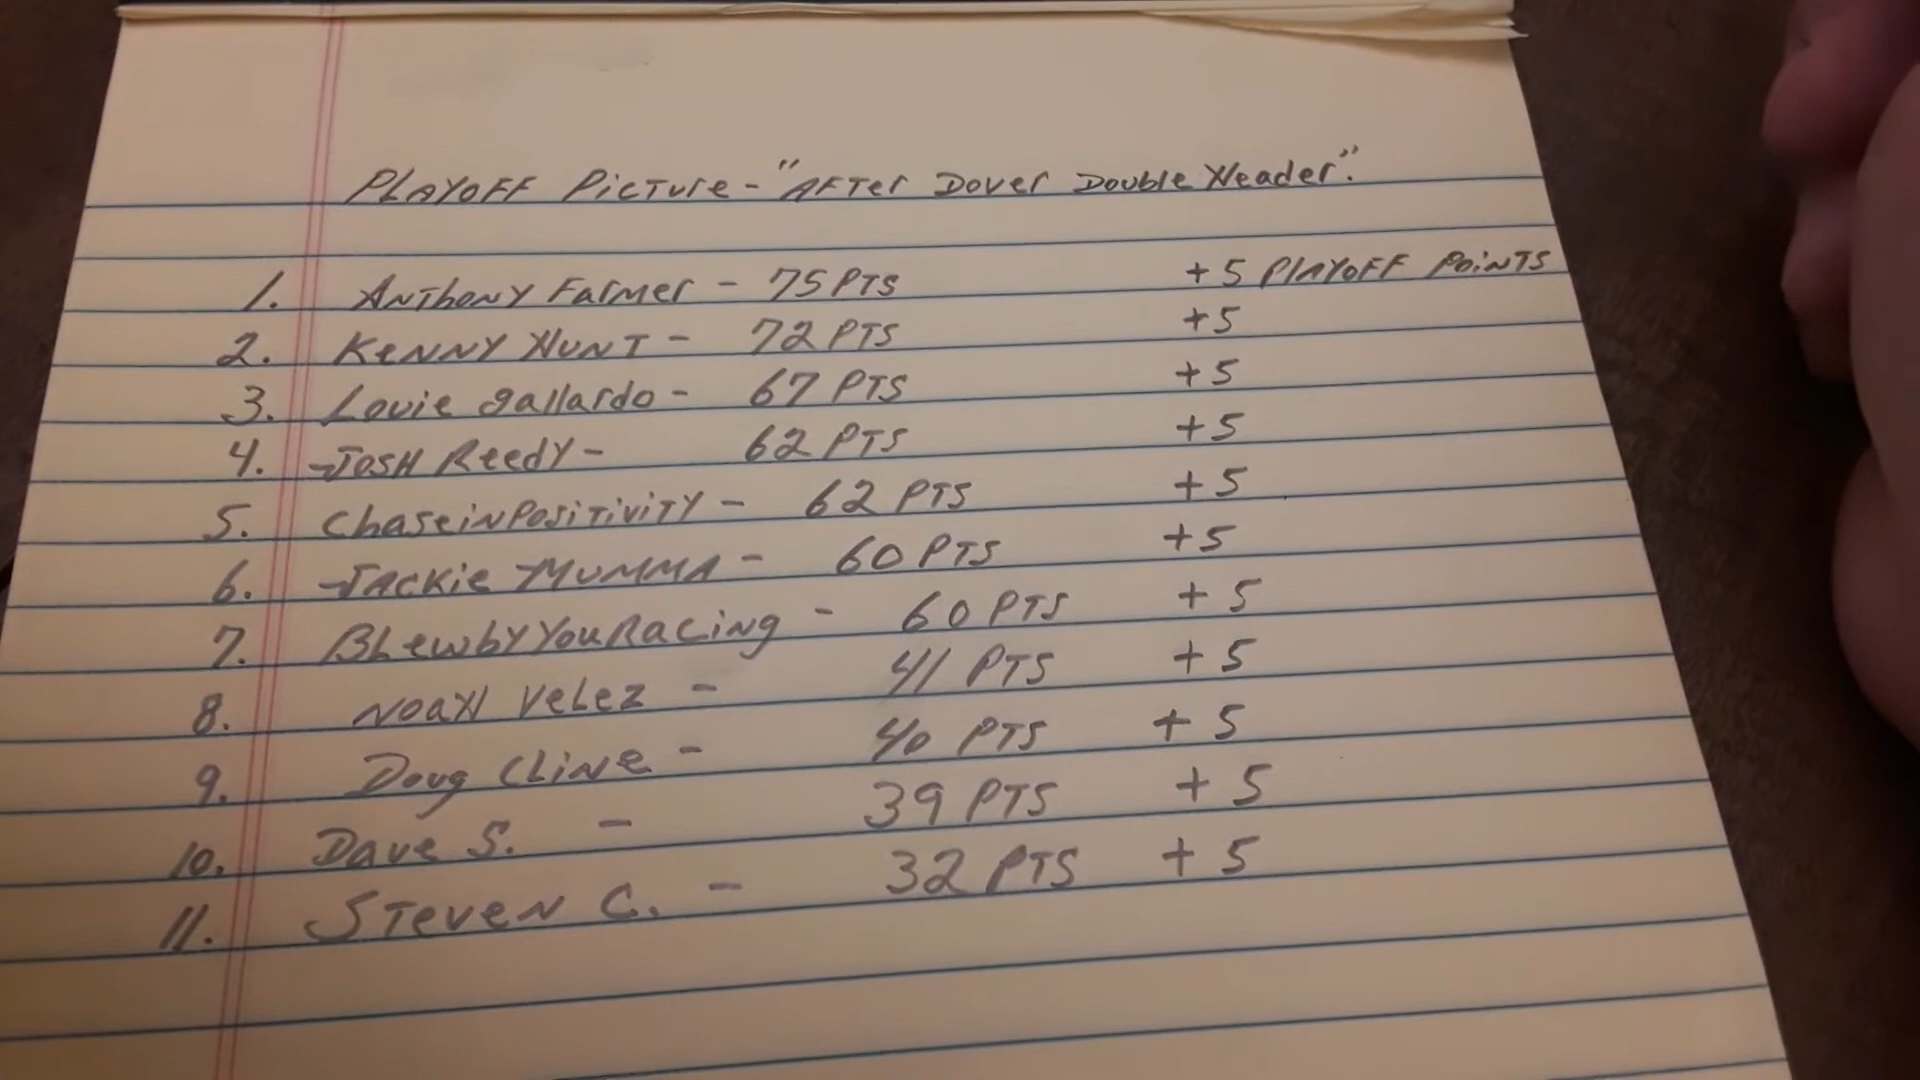 Playoff Picture - "After Dover Double Header".
1. Anthony Farmer - 75 PTS +5 Playoff Points
2. Kenny Hunt - 72 PTS +5
3. Louie gallardo - 67 PTS +5
4. Josh Reedy - 62 PTS +5
5. ChaseinPositivity - 62 PTS +5
6. Jackie Mumma - 60 PTS +5
7. BlewbyYouRacing - 60 PTS +5
8. Noah Velez - 41 PTS +5
9. Doug Cline - 40 PTS +5
10. Dave S. - 39 PTS +5
11. Steven C. - 32 PTS +5